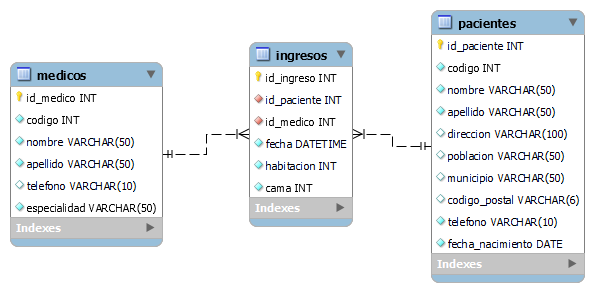 medicos
id_medico INT
codigo INT
nombre VARCHAR(50)
apellido VARCHAR(50)
telefono VARCHAR(10)
especialidad VARCHAR(50)
Indexes
ingresos
id_ingreso INT
id_paciente INT
id_medico INT
fecha DATETIME
habitacion INT
cama INT
Indexes
pacientes
id_paciente INT
codigo INT
nombre VARCHAR(50)
apellido VARCHAR(50)
direccion VARCHAR(100)
poblacion VARCHAR(50)
municipio VARCHAR(50)
codigo_postal VARCHAR(6)
telefono VARCHAR(10)
fecha_nacimiento DATE
Indexes